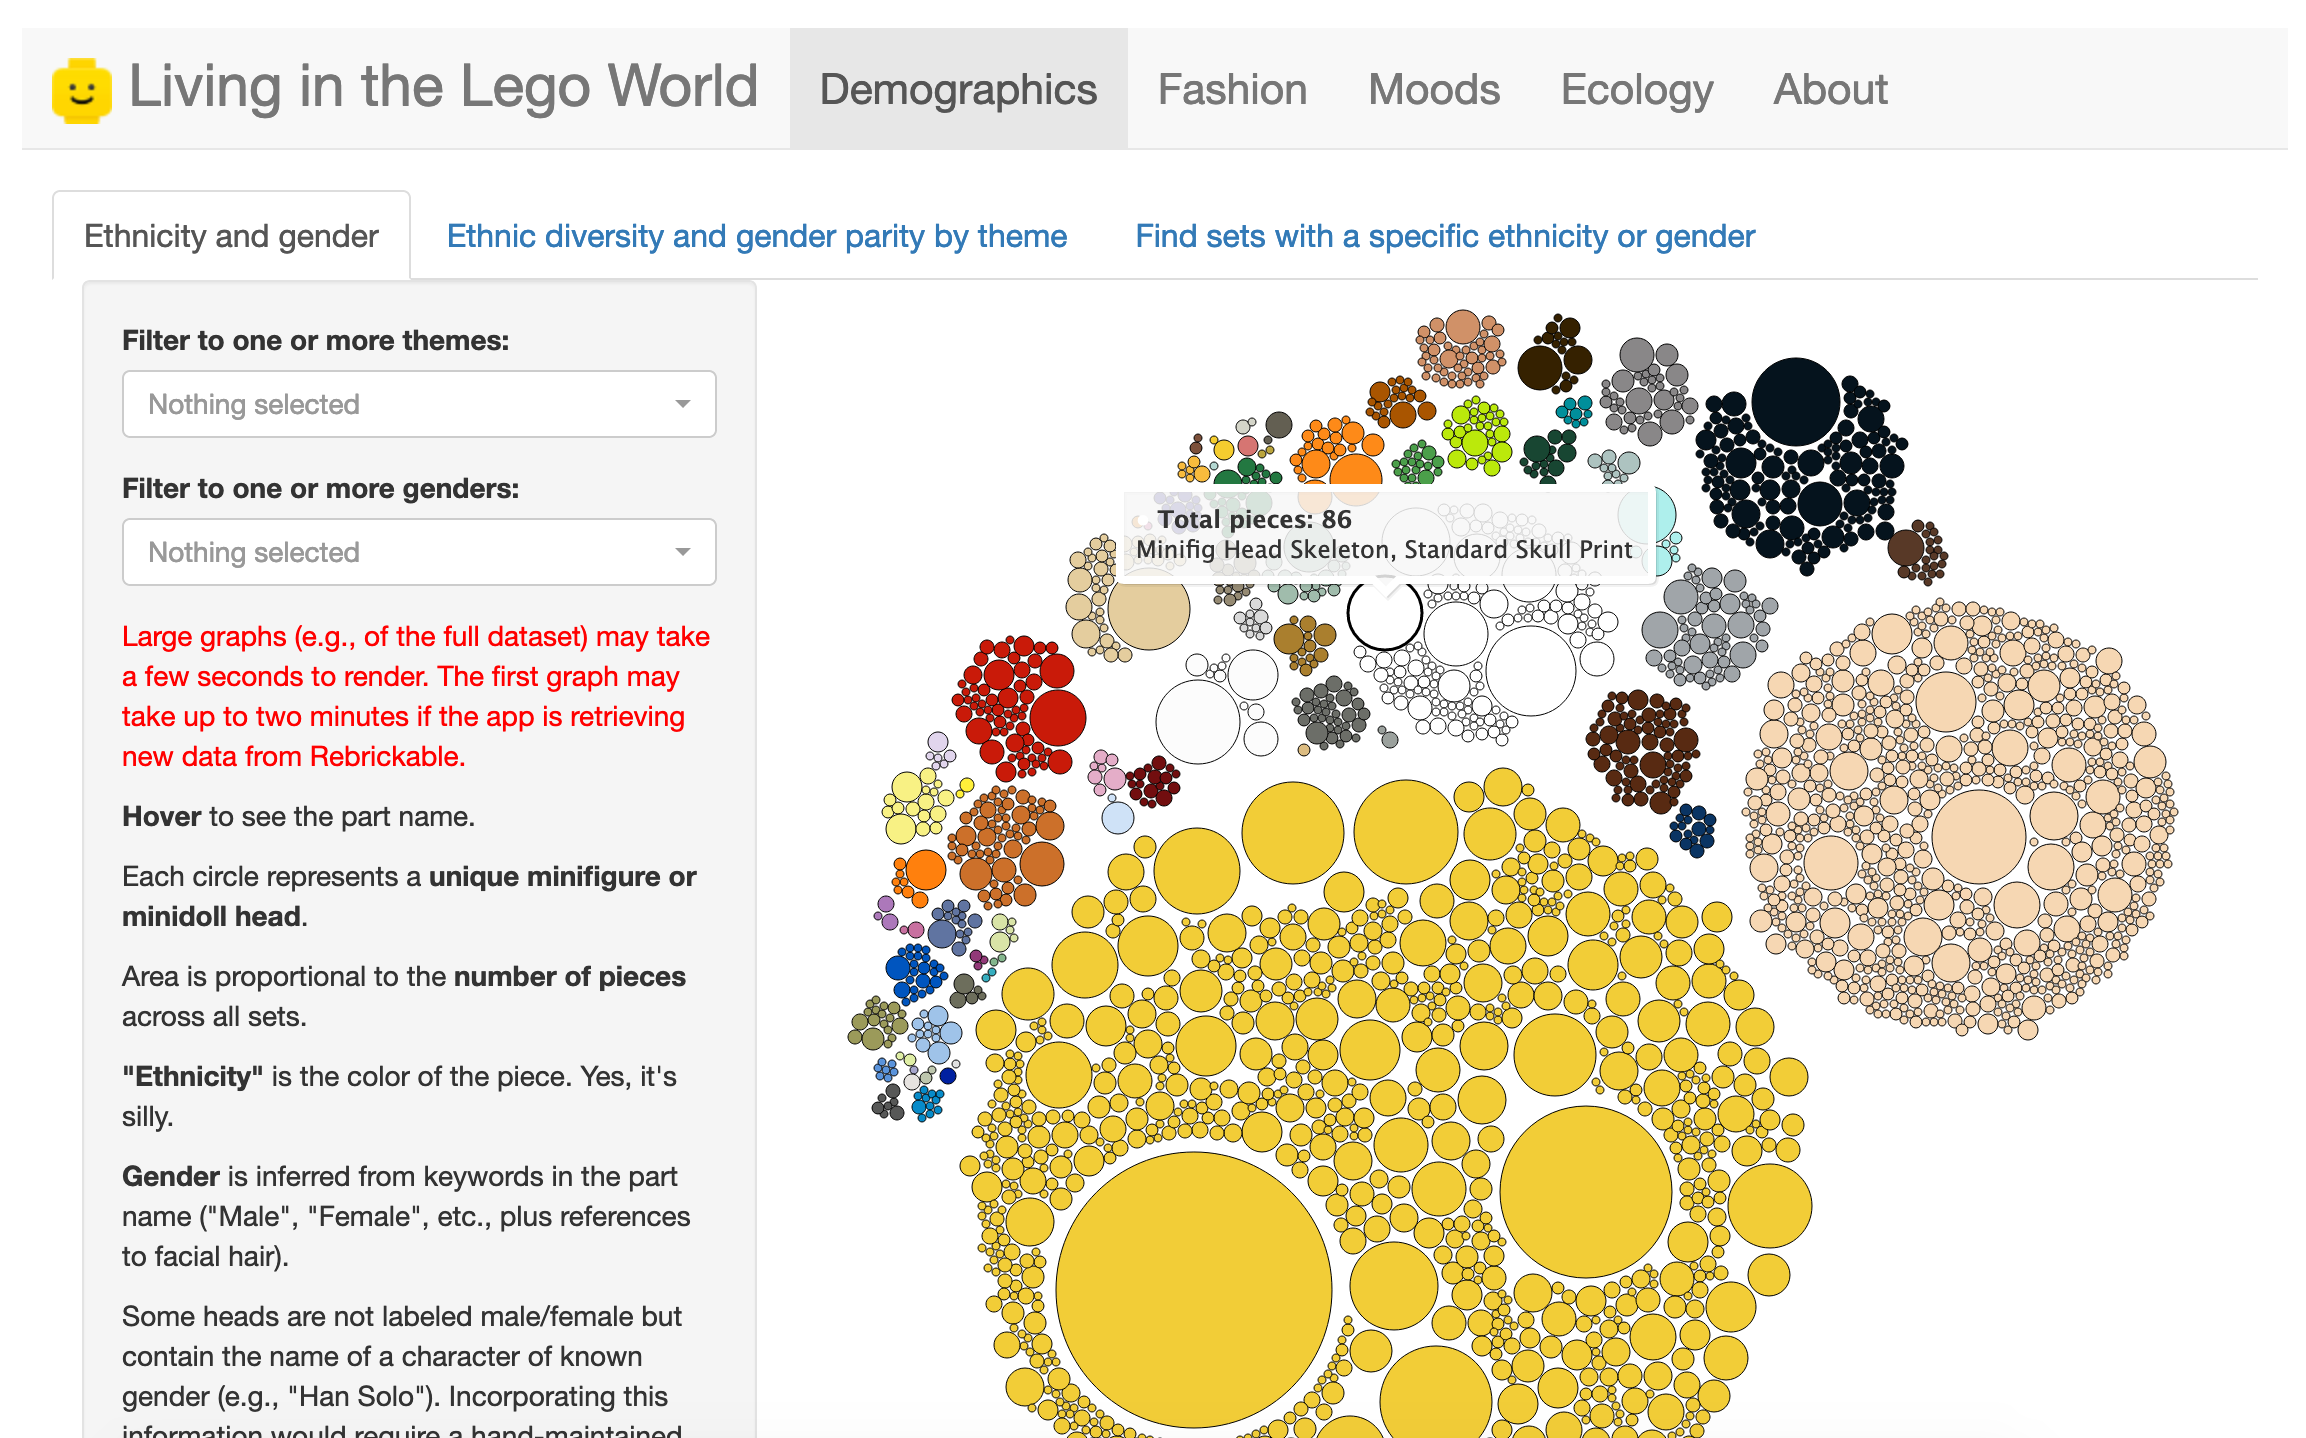 Living in the Lego World
Demographics
Fashion
Moods
Ecology
About
Ethnicity and gender
Ethnic diversity and gender parity by theme
Find sets with a specific ethnicity or gender
Filter to one or more themes:
Nothing selected
Filter to one or more genders:
Nothing selected
Large graphs (e.g., of the full dataset) may take
a few seconds to render. The first graph may
take up to two minutes if the app is retrieving
new data from Rebrickable.
Hover to see the part name.
Each circle represents a unique minifigure or
minidoll head.
Area is proportional to the number of pieces
across all sets.
"Ethnicity" is the color of the piece. Yes, it's
silly.
Gender is inferred from keywords in the part
name ("Male", "Female", etc., plus references
to facial hair).
Some heads are not labeled male/female but
contain the name of a character of known
gender (e.g., "Han Solo"). Incorporating this
information would require a hand-maintained
Total pieces: 86
Minifig Head Skeleton, Standard Skull Print